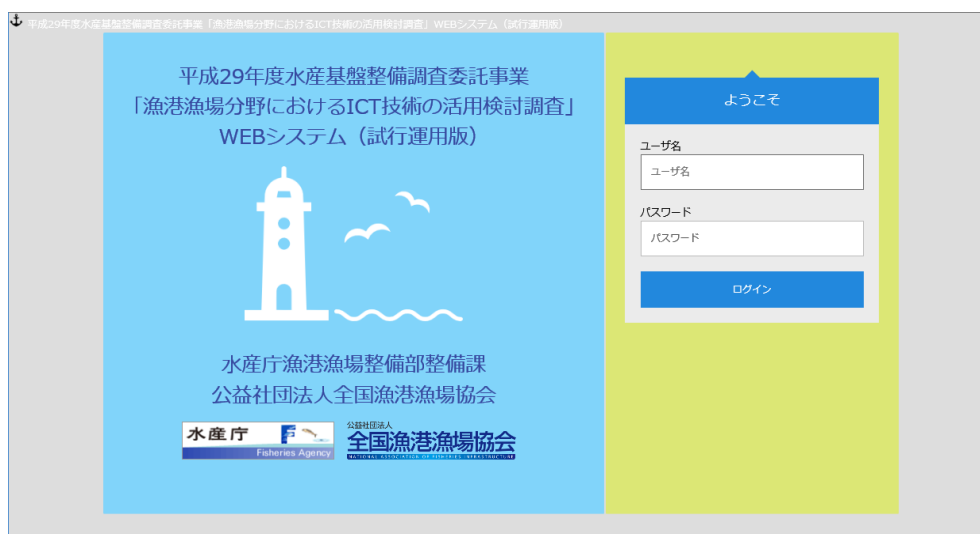 平成29年度水産基盤整備調査委託事業「漁港漁場分野におけるICT技術の活用検討調査」WEBシステム（試行運用版）
平成29年度水産基盤整備調査委託事業
「漁港漁場分野におけるICT技術の活用検討調査」
WEBシステム（試行運用版）
水産庁漁港漁場整備部整備課
公益社団法人全国漁港漁場協会
水産庁
Fisheries Agency
公益社団法人
全国漁港漁場協会
NATIONAL ASSOCIATION OF FISHERIES INFRASTRUCTURE
ようこそ
ユーザ名
ユーザ名
パスワード
パスワード
ログイン